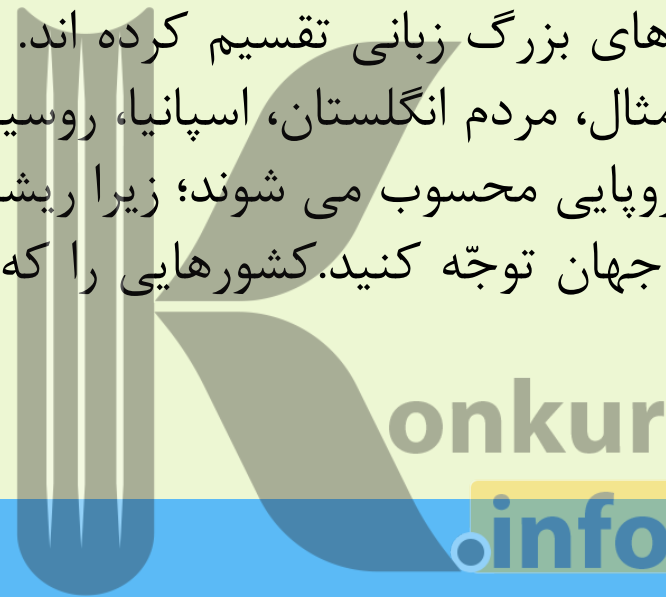 های بزرگ زبانی تقسیم کرده اند.
مثال، مردم انگلستان، اسپانیا، روسی
روپایی محسوب می شوند؛ زیرا ریش
جهان توجّه کنید.کشورهایی را که
Konkur
.info